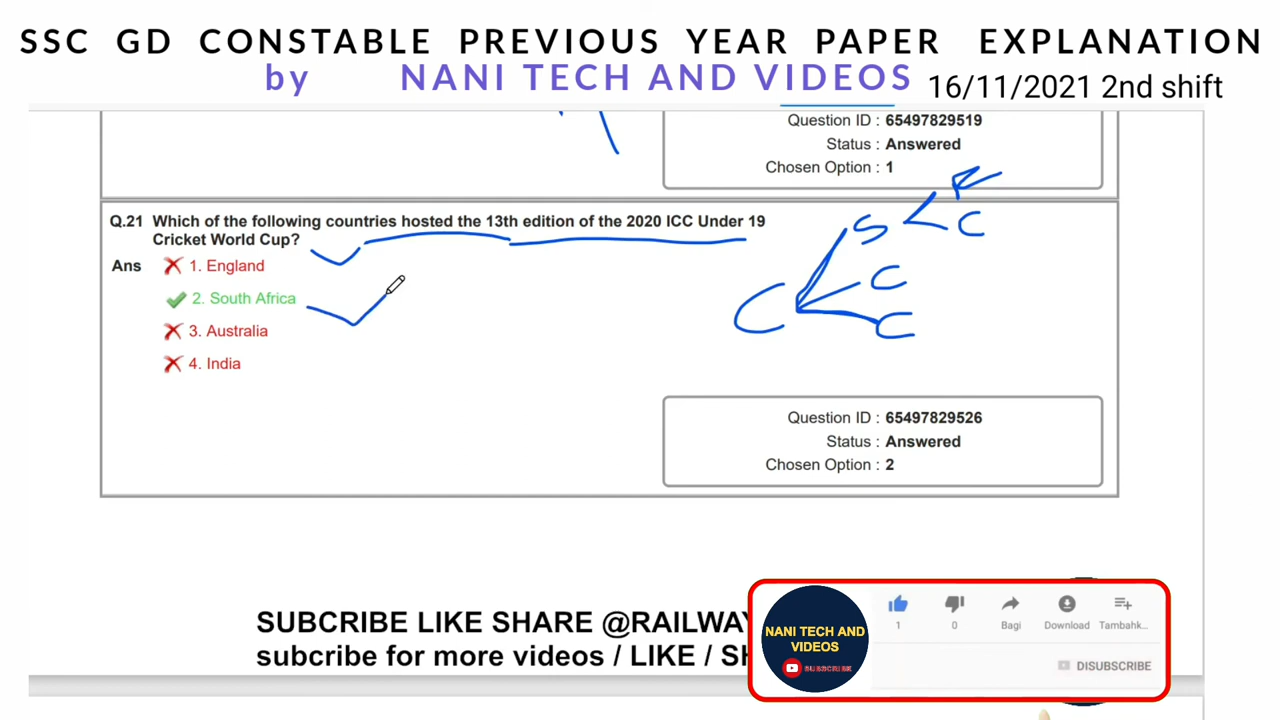 SSC GD CONSTABLE PREVIOUS YEAR PAPER EXPLANATION
by NANI TECH AND VIDEOS 16/11/2021 2nd shift
Question ID : 65497829519
Status : Answered
Chosen Option : 1
Q.21 Which of the following countries hosted the 13th edition of the 2020 ICC Under 19
Cricket World Cup?
Ans 1. England
2. South Africa
3. Australia
4. India
S C
C
C C
Question ID : 65497829526
Status : Answered
Chosen Option : 2
SUBCRIBE LIKE SHARE @RAILWAY
subcribe for more videos / LIKE / SH
NANI TECH AND
VIDEOS
SUBSCRIBE
1 0 Bagi Download Tambahk...
DISUBSCRIBE